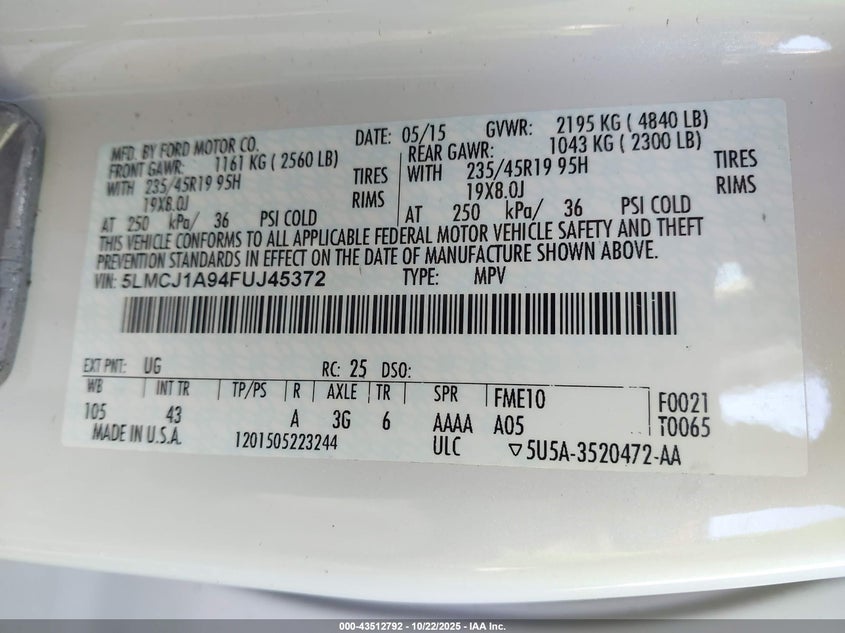 MFD. BY FORD MOTOR CO. DATE: 05/15 GVWR: 2195 KG ( 4840 LB)
FRONT GAWR: 1161 KG ( 2560 LB) REAR GAWR: 1043 KG ( 2300 LB)
WITH 235/45R19 95H TIRES WITH 235/45R19 95H TIRES
19X8.0J RIMS 19X8.0J RIMS
AT 250 kPa/ 36 PSI COLD AT 250 kPa/ 36 PSI COLD
THIS VEHICLE CONFORMS TO ALL APPLICABLE FEDERAL MOTOR VEHICLE SAFETY AND THEFT
PREVENTION STANDARDS IN EFFECT ON THE DATE OF MANUFACTURE SHOWN ABOVE.
VIN: 5LMCJ1A94FUJ45372 TYPE: MPV
EXT PNT: UG RC: 25 DSO:
WB INT TR TP/PS R AXLE TR SPR FME10 F0021
105 43 A 3G 6 AAAA A05 T0065
MADE IN U.S.A. 1201505223244 ULC ▽5U5A-3520472-AA
000-43512792 - 10/22/2025 - IAA Inc.